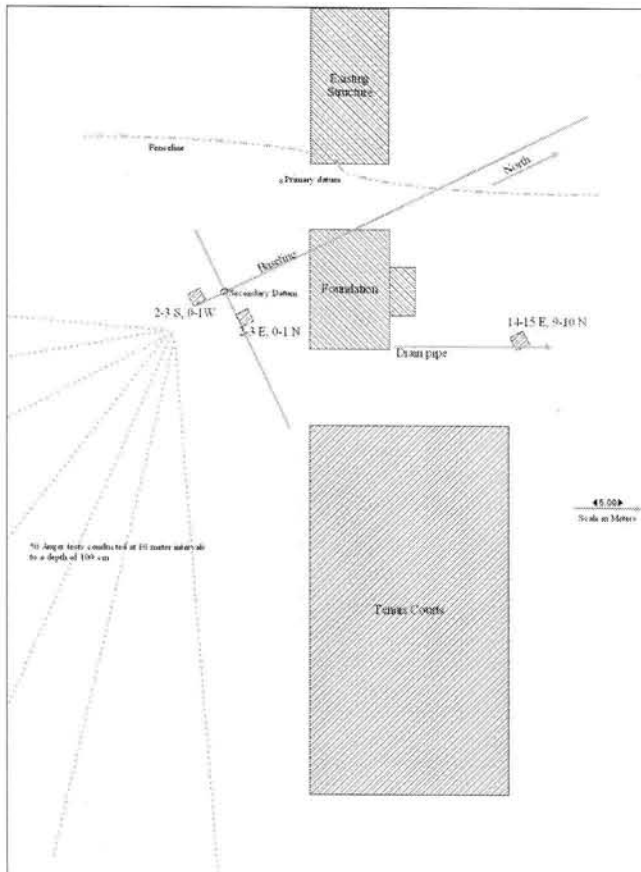 Existing
Structure
Fenceline
Primary datum
North
Baseline
Secondary Datum
Foundation
2-3 S, 0-1W
2-3 E, 0-1 N
14-15 E, 9-10 N
Drain pipe
5.00
Scale in Meters
50 Auger tests conducted at 10 meter intervals
to a depth of 100 cm
Tennis Courts